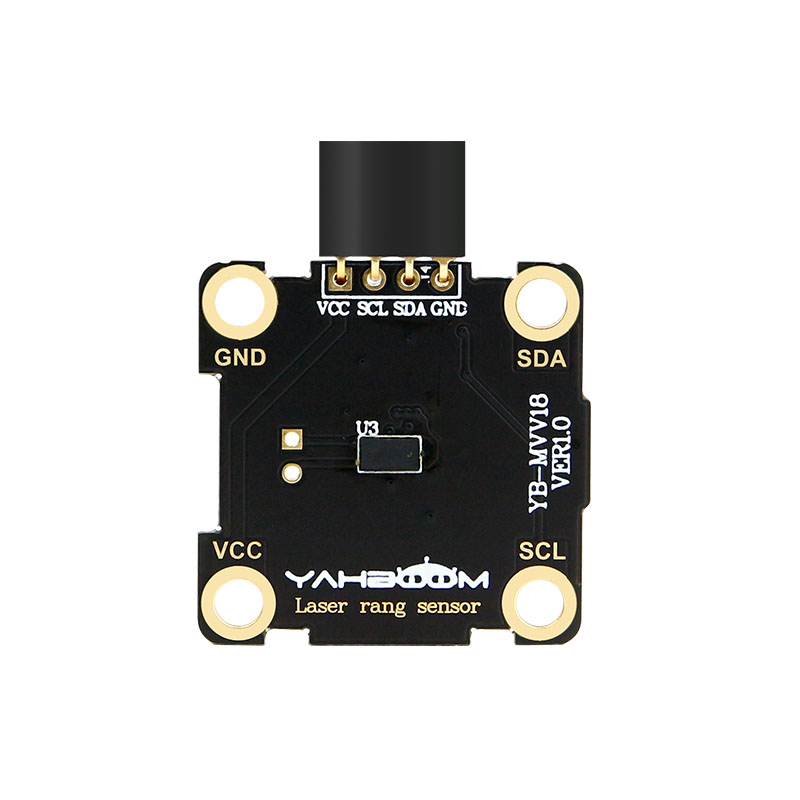 VCC SCL SDA GND
GND
SDA
U3
YB-MVV18
VER1.0
VCC
SCL
YAHBOOM
Laser rang sensor